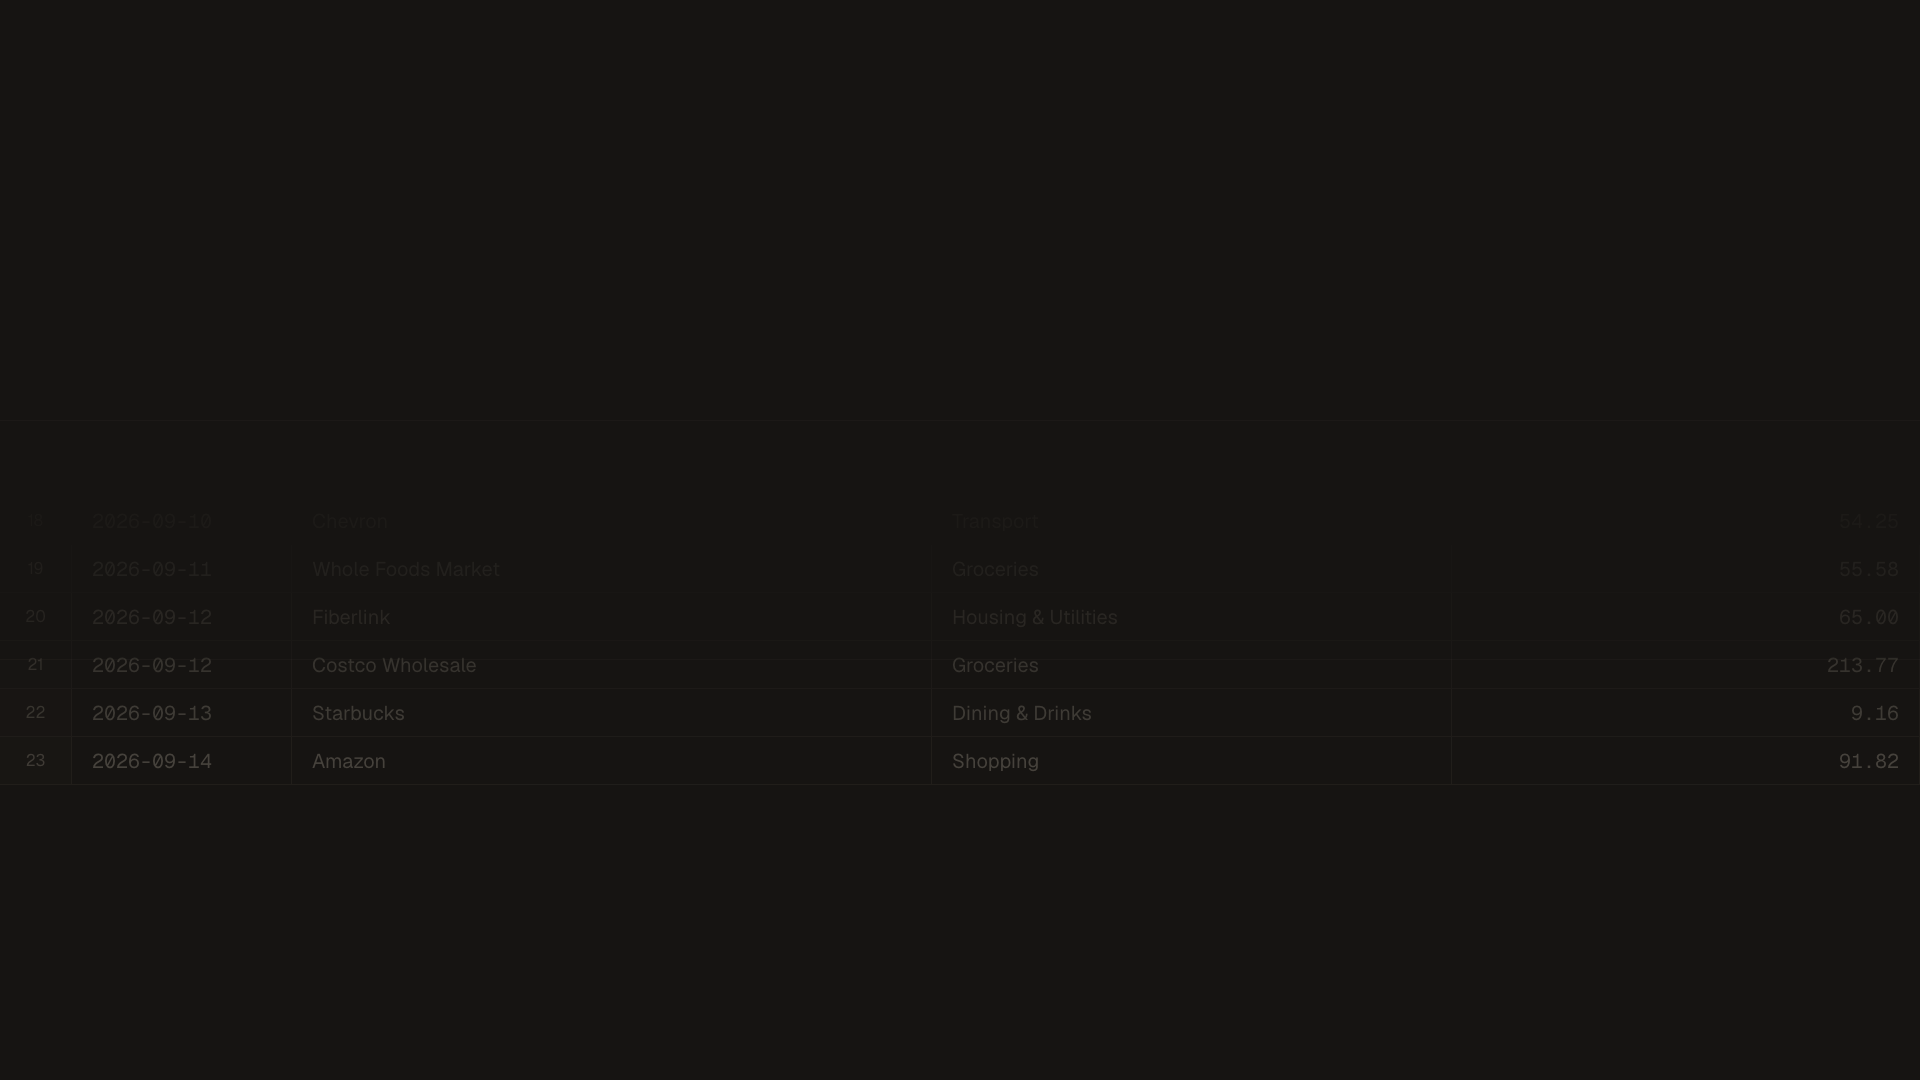 18 2026-09-10 Chevron Transport 54.25
19 2026-09-11 Whole Foods Market Groceries 55.58
20 2026-09-12 Fiberlink Housing & Utilities 65.00
21 2026-09-12 Costco Wholesale Groceries 213.77
22 2026-09-13 Starbucks Dining & Drinks 9.16
23 2026-09-14 Amazon Shopping 91.82